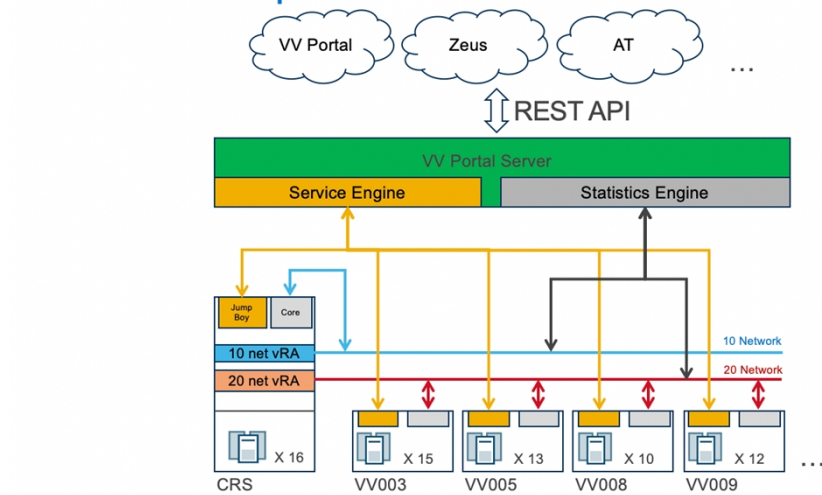 VV Portal
Zeus
AT
...
REST API
VV Portal Server
Service Engine
Statistics Engine
Jump
Boy
Core
10 net vRA
10 Network
20 net vRA
20 Network
X 16
X 15
X 13
X 10
X 12
...
CRS
VV003
VV005
VV008
VV009